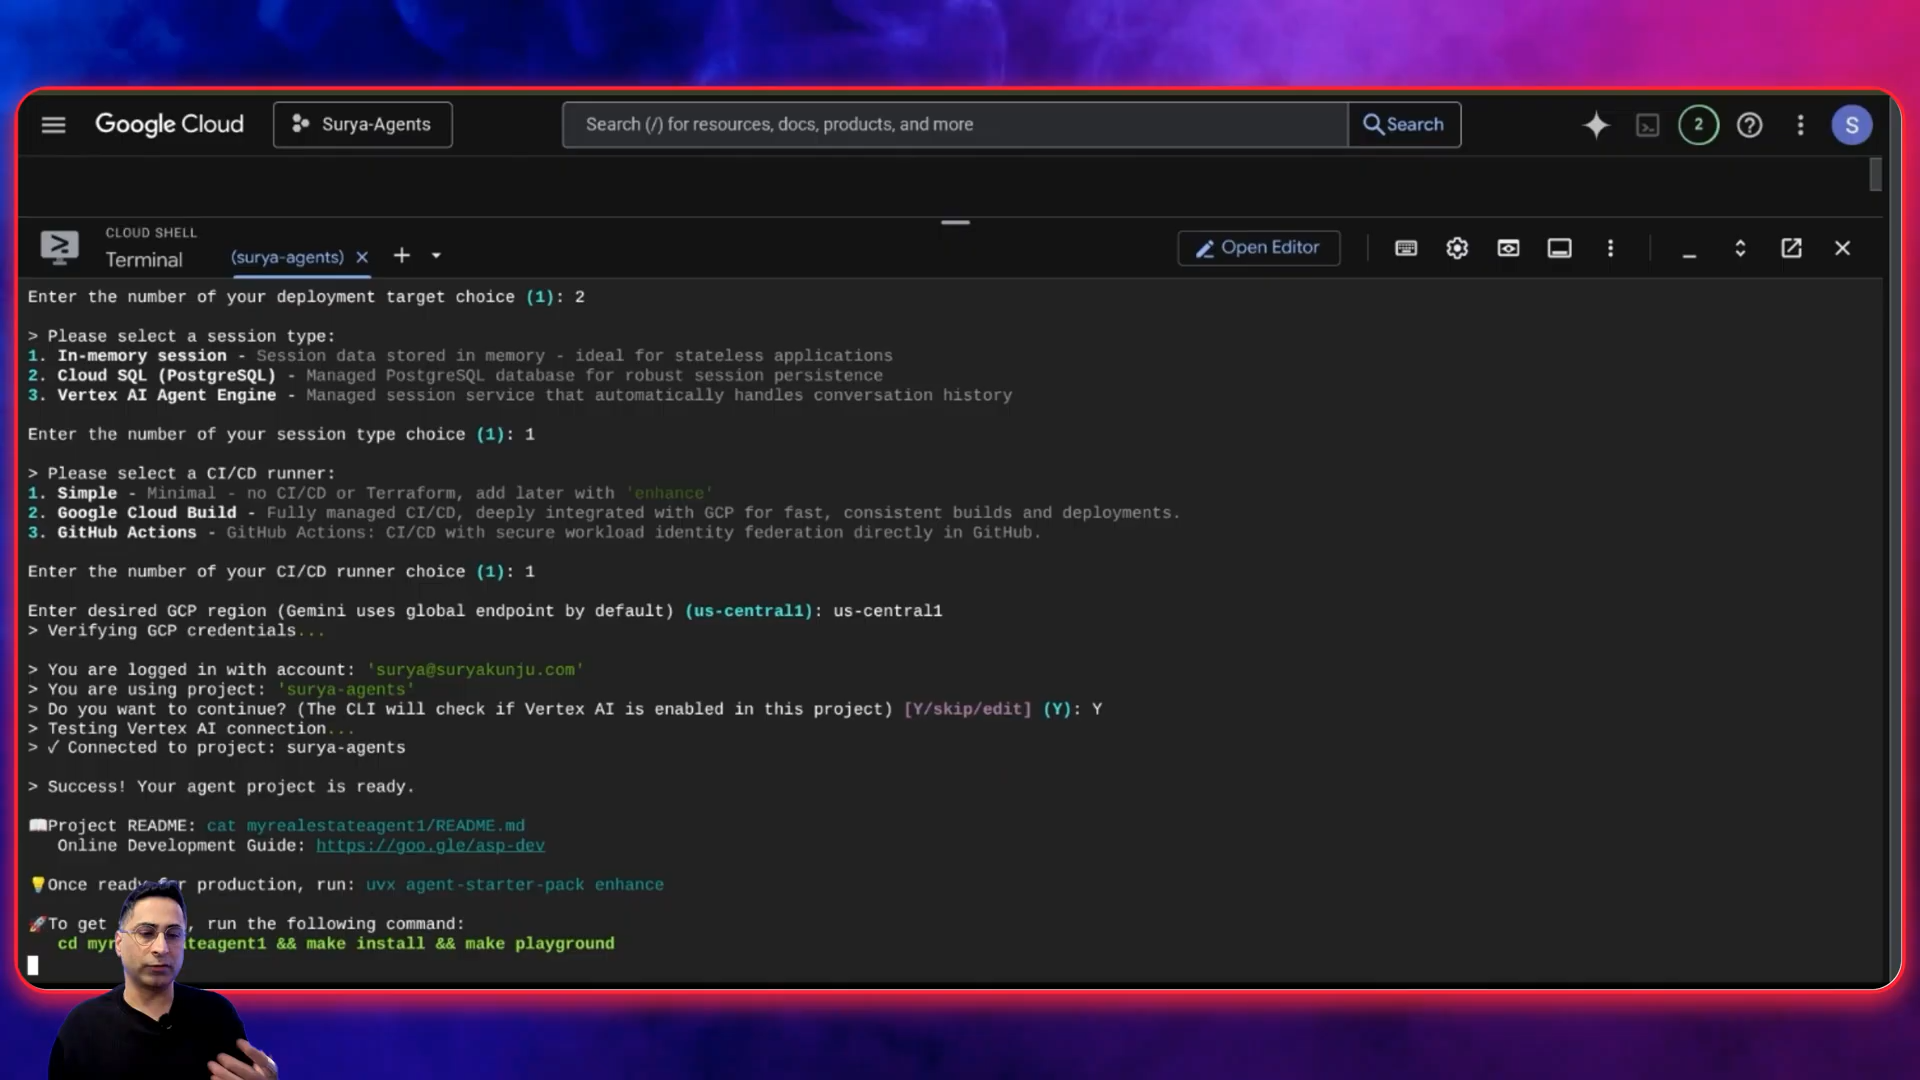 Google Cloud
Surya-Agents
Search (/) for resources, docs, products, and more
Search
2
S
CLOUD SHELL
Terminal
(surya-agents)
Open Editor
Enter the number of your deployment target choice (1): 2
> Please select a session type:
1. In-memory session - Session data stored in memory - ideal for stateless applications
2. Cloud SQL (PostgreSQL) - Managed PostgreSQL database for robust session persistence
3. Vertex AI Agent Engine - Managed session service that automatically handles conversation history
Enter the number of your session type choice (1): 1
> Please select a CI/CD runner:
1. Simple - Minimal - no CI/CD or Terraform, add later with 'enhance'
2. Google Cloud Build - Fully managed CI/CD, deeply integrated with GCP for fast, consistent builds and deployments.
3. GitHub Actions - GitHub Actions: CI/CD with secure workload identity federation directly in GitHub.
Enter the number of your CI/CD runner choice (1): 1
Enter desired GCP region (Gemini uses global endpoint by default) (us-central1): us-central1
> Verifying GCP credentials...
> You are logged in with account: 'surya@suryakunju.com'
> You are using project: 'surya-agents'
> Do you want to continue? (The CLI will check if Vertex AI is enabled in this project) [Y/skip/edit] (Y): Y
> Testing Vertex AI connection...
> ✓ Connected to project: surya-agents
> Success! Your agent project is ready.
Project README: cat myrealestateagent1/README.md
Online Development Guide: https://goo.gle/asp-dev
Once ready for production, run: uvx agent-starter-pack enhance
To get , run the following command:
cd && make install && make playground